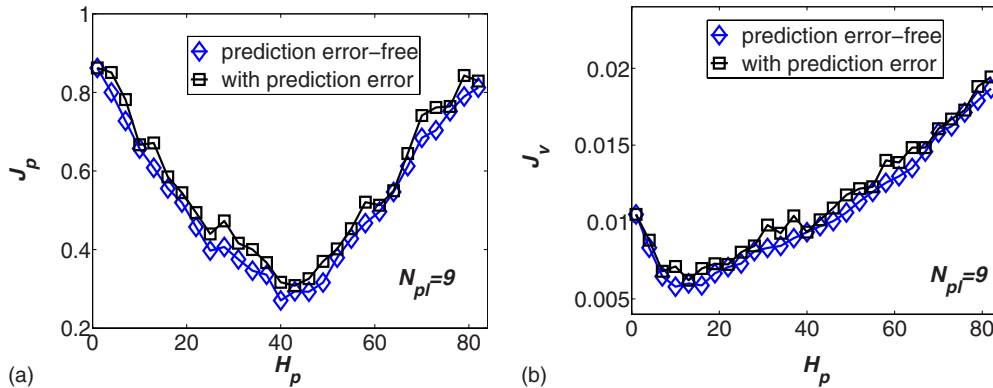 1
0.8
0.6
0.4
0.2
J_p
prediction error-free
with prediction error
N_pl=9
0 20 40 60 80
H_p
(a)
0.02
0.015
0.01
0.005
J_v
prediction error-free
with prediction error
N_pl=9
0 20 40 60 80
H_p
(b)